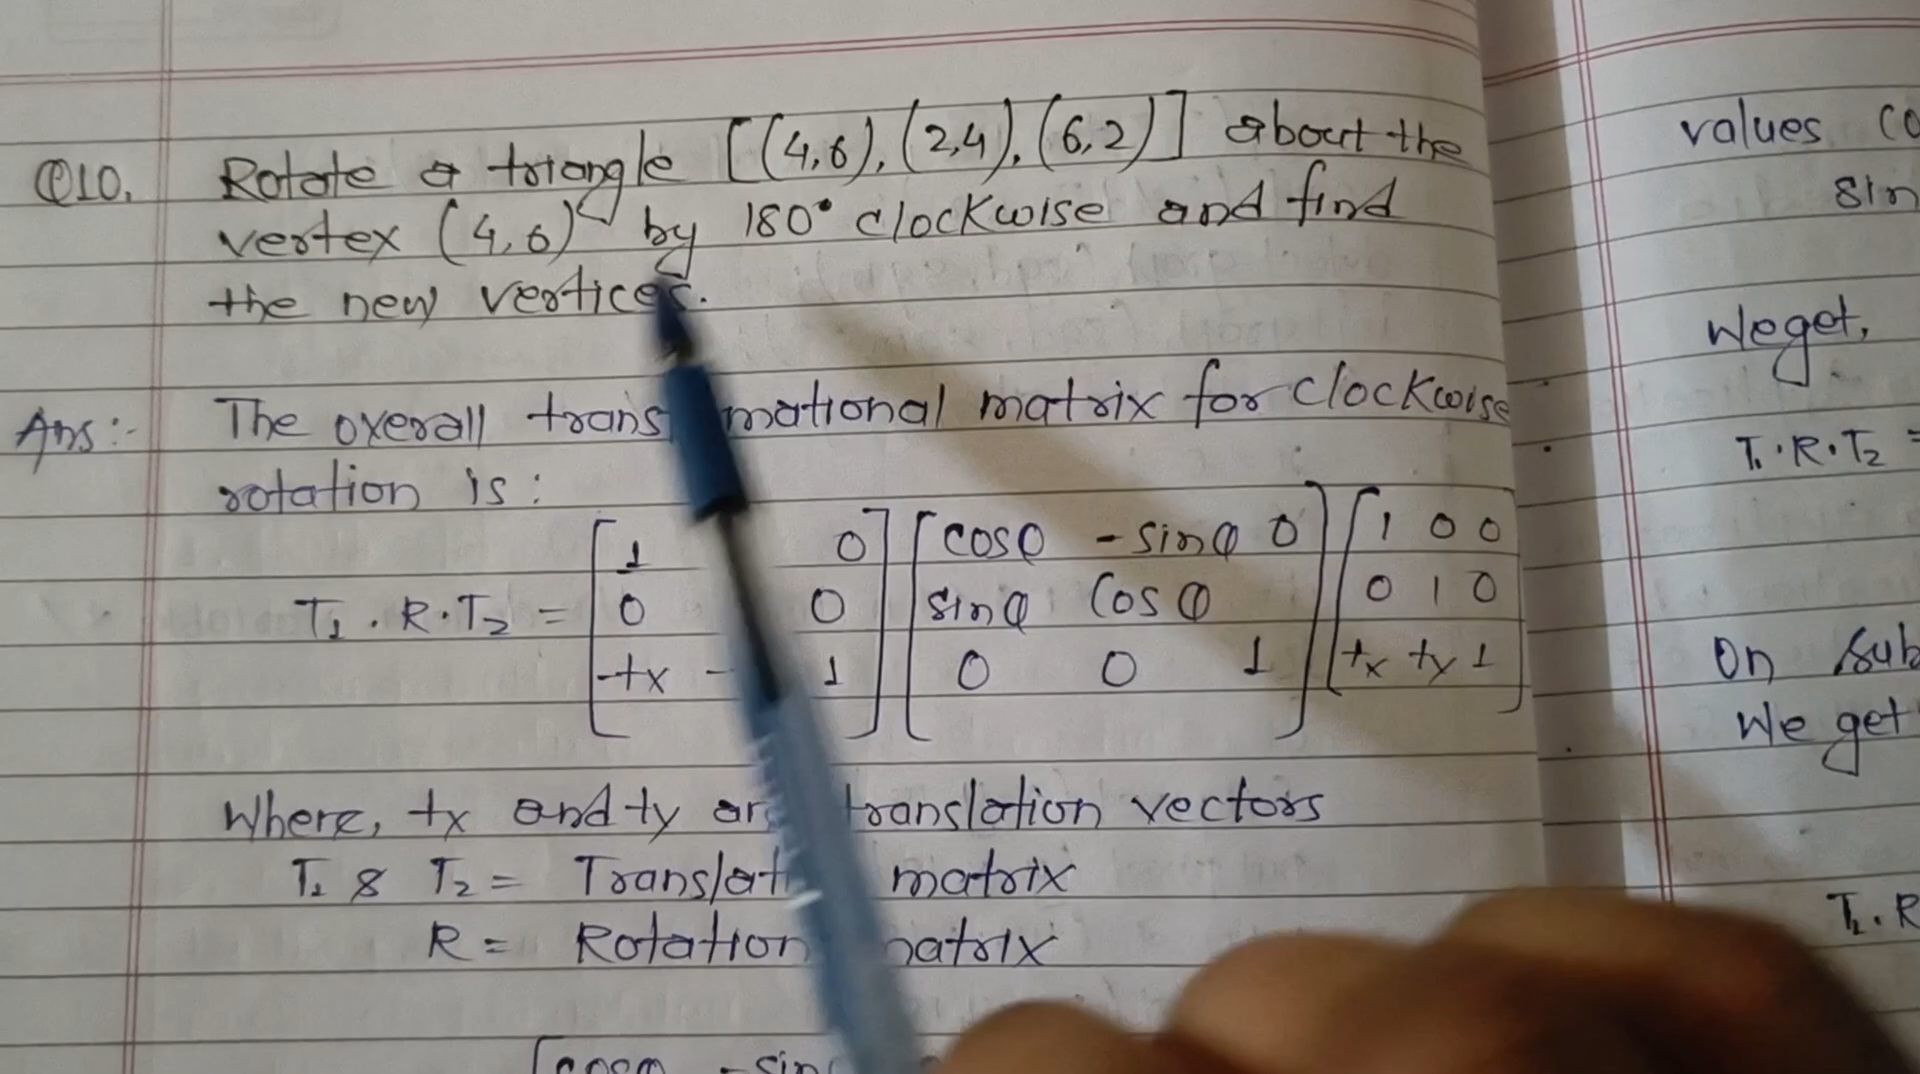 Q10. Rotate a triangle [(4,6), (2,4), (6,2)] about the
vertex (4,6) by 180° clockwise and find
the new vertices.
Ans:- The overall trans mational matrix for clockwise
rotation is:
T1 . R . T2 = [1 0] [cosθ -sinθ 0] [1 0 0]
[0 0] [sinθ cosθ] [0 1 0]
[-tx - 1] [0 0 1] [tx ty 1]
Where, tx and ty translation vectors
T1 & T2 = matrix
R = Rotation matrix
cosθ
values
sin
We get,
T1 . R . T2 =
On
We get
T1 . R